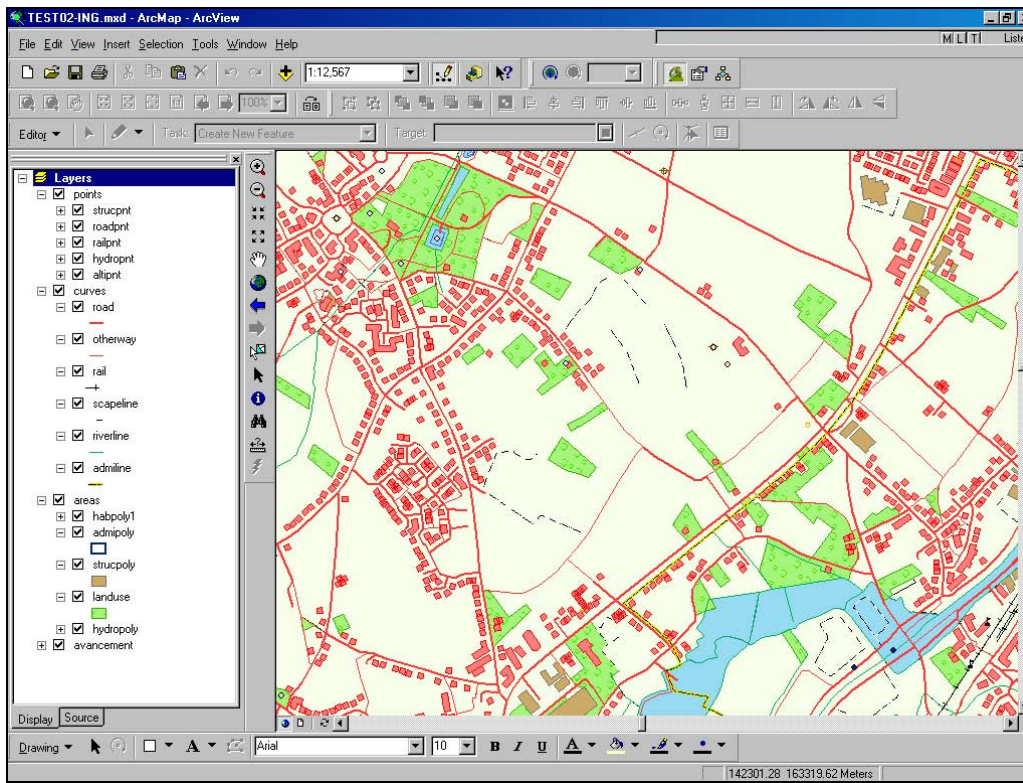 TEST02-ING.mxd - ArcMap - ArcView
File Edit View Insert Selection Tools Window Help
M L T Liste
1:12,567
100%
Editor Task: Create New Feature Target:
Layers
points
strucpnt
roadpnt
railpnt
hydropnt
altipnt
curves
road
otherway
rail
scapeline
riverline
admiline
areas
habpoly1
admipoly
strucpoly
landuse
hydropoly
avancement
Display Source
Drawing A Arial 10 B I U A
142301.28 163319.62 Meters